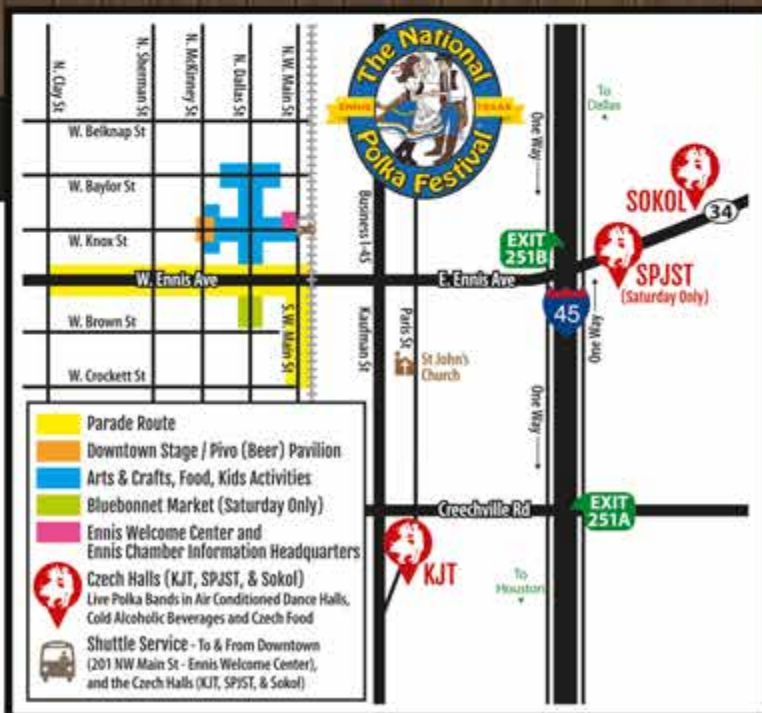 N. Clay St
N. Sherman St
N. McKinney St
N. Dallas St
N.W. Main St
The National
ENNIS TEXAS
Polka Festival
To
Dallas
One Way
W. Belknap St
W. Baylor St
SOKOL
34
Business I-45
W. Knox St
EXIT
251B
SPJST
(Saturday Only)
W. Ennis Ave
E. Ennis Ave
45
One Way
S.W. Main St
Kaufman St
Paris St
W. Brown St
St John's
Church
W. Crockett St
One Way
Parade Route
Downtown Stage / Pivo (Beer) Pavilion
Arts & Crafts, Food, Kids Activities
Bluebonnet Market (Saturday Only)
Ennis Welcome Center and
Ennis Chamber Information Headquarters
Czech Halls (KJT, SPJST, & Sokol)
Live Polka Bands in Air Conditioned Dance Halls,
Cold Alcoholic Beverages and Czech Food
Shuttle Service - To & From Downtown
(201 NW Main St - Ennis Welcome Center),
and the Czech Halls (KJT, SPJST, & Sokol)
Creechville Rd
EXIT
251A
KJT
To
Houston